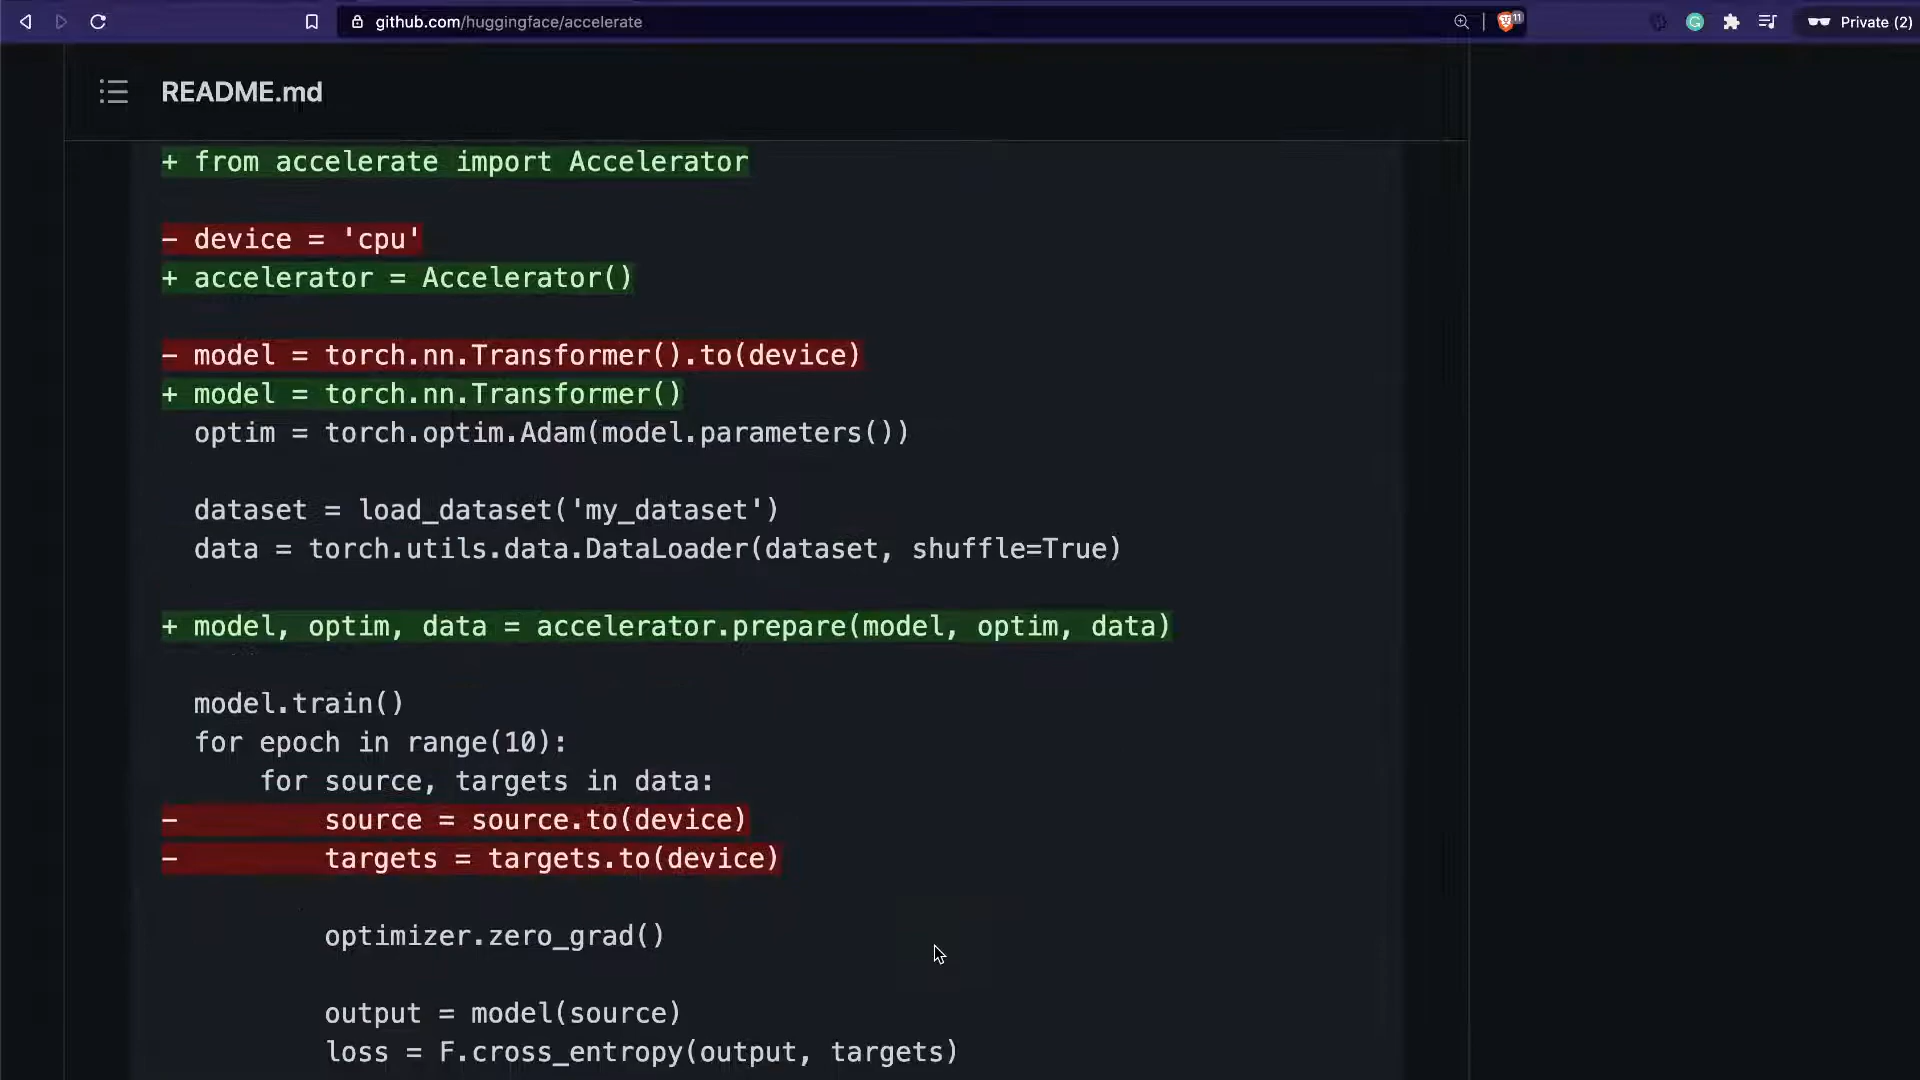 github.com/huggingface/accelerate
11
Private (2)
README.md
+ from accelerate import Accelerator
- device = 'cpu'
+ accelerator = Accelerator()
- model = torch.nn.Transformer().to(device)
+ model = torch.nn.Transformer()
optim = torch.optim.Adam(model.parameters())
dataset = load_dataset('my_dataset')
data = torch.utils.data.DataLoader(dataset, shuffle=True)
+ model, optim, data = accelerator.prepare(model, optim, data)
model.train()
for epoch in range(10):
for source, targets in data:
- source = source.to(device)
- targets = targets.to(device)
optimizer.zero_grad()
output = model(source)
loss = F.cross_entropy(output, targets)